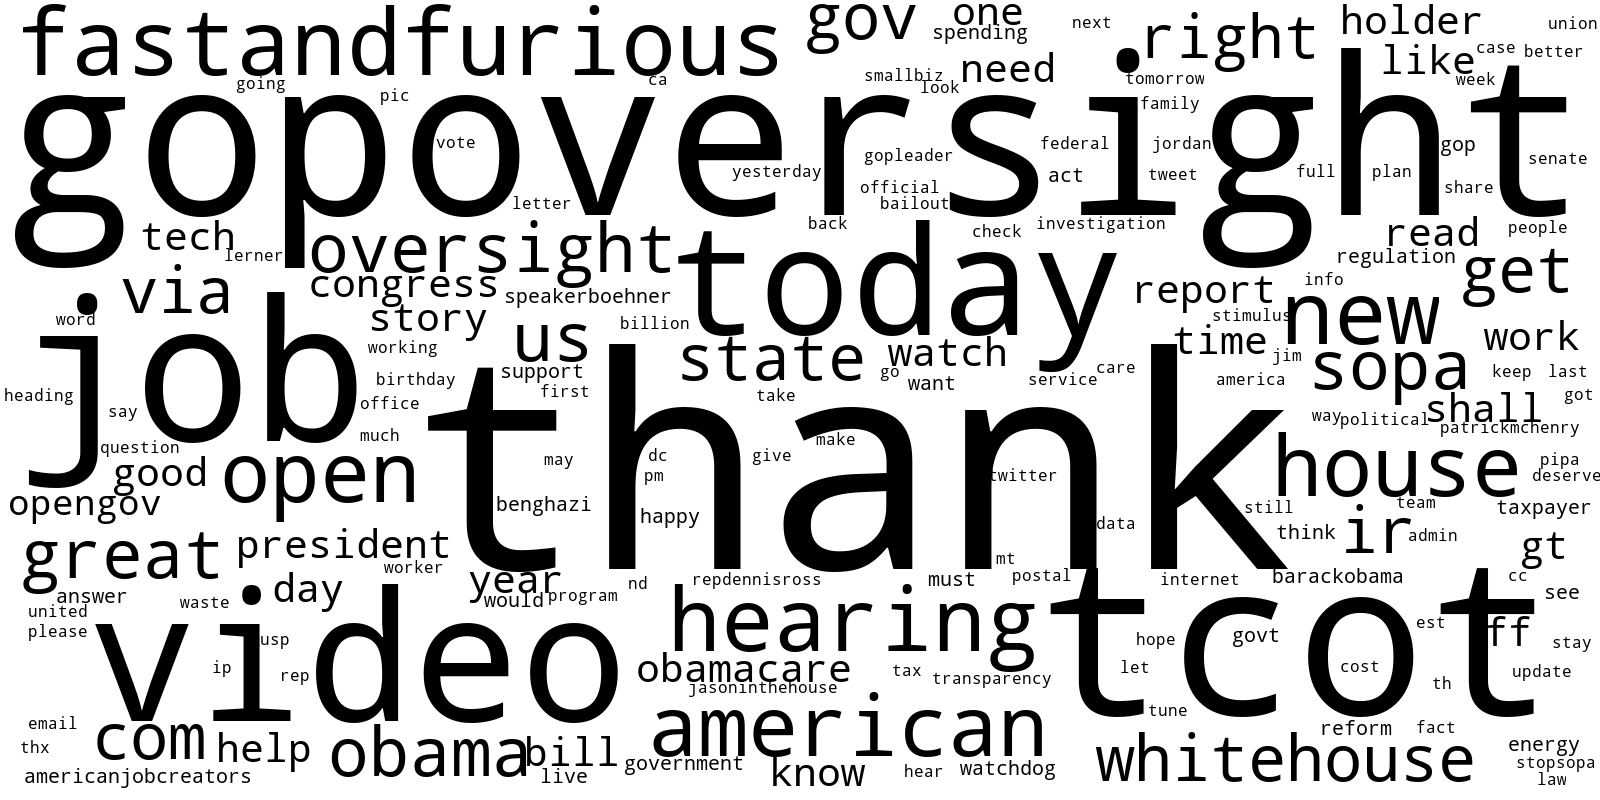 fastandfurious
gov
one
spending
next
right
holder
union
like
case
better
going
pic
ca
smallbiz
look
need
tomorrow
week
family
gopoversight
vote
yesterday
gopleader
official
bailout
federal
act
jordan
tweet
full
plan
gop
share
senate
letter
back
check
investigation
people
tech
lerner
oversight
today
read
regulation
get
via
congress
speakerboehner
report
info
new
word
story
us
billion
stimulus
time
work
job
working
state
watch
jim
sopa
support
birthday
go
want
service
care
america
keep
last
heading
say
office
first
take
got
way
political
shall
patrickmchenry
question
much
thank
make
give
may
dc
pm
twitter
house
pipa
deserve
good
open
opengov
benghazi
happy
data
still
team
taxpayer
think
ir
admin
gt
great
president
worker
mt
postal
internet
barackobama
cc
see
answer
day
year
would
program
nd
repdennisross
must
united
please
waste
video
usp
ip
rep
hearing
tcot
hope
govt
est
ff
stay
let
cost
th
update
obamacare
tax
transparency
jasoninthehouse
tune
email
thx
com
help
obama
bill
live
government
american
know
hear
watchdog
whitehouse
reform
fact
energy
stopsopa
law
americanjobcreators